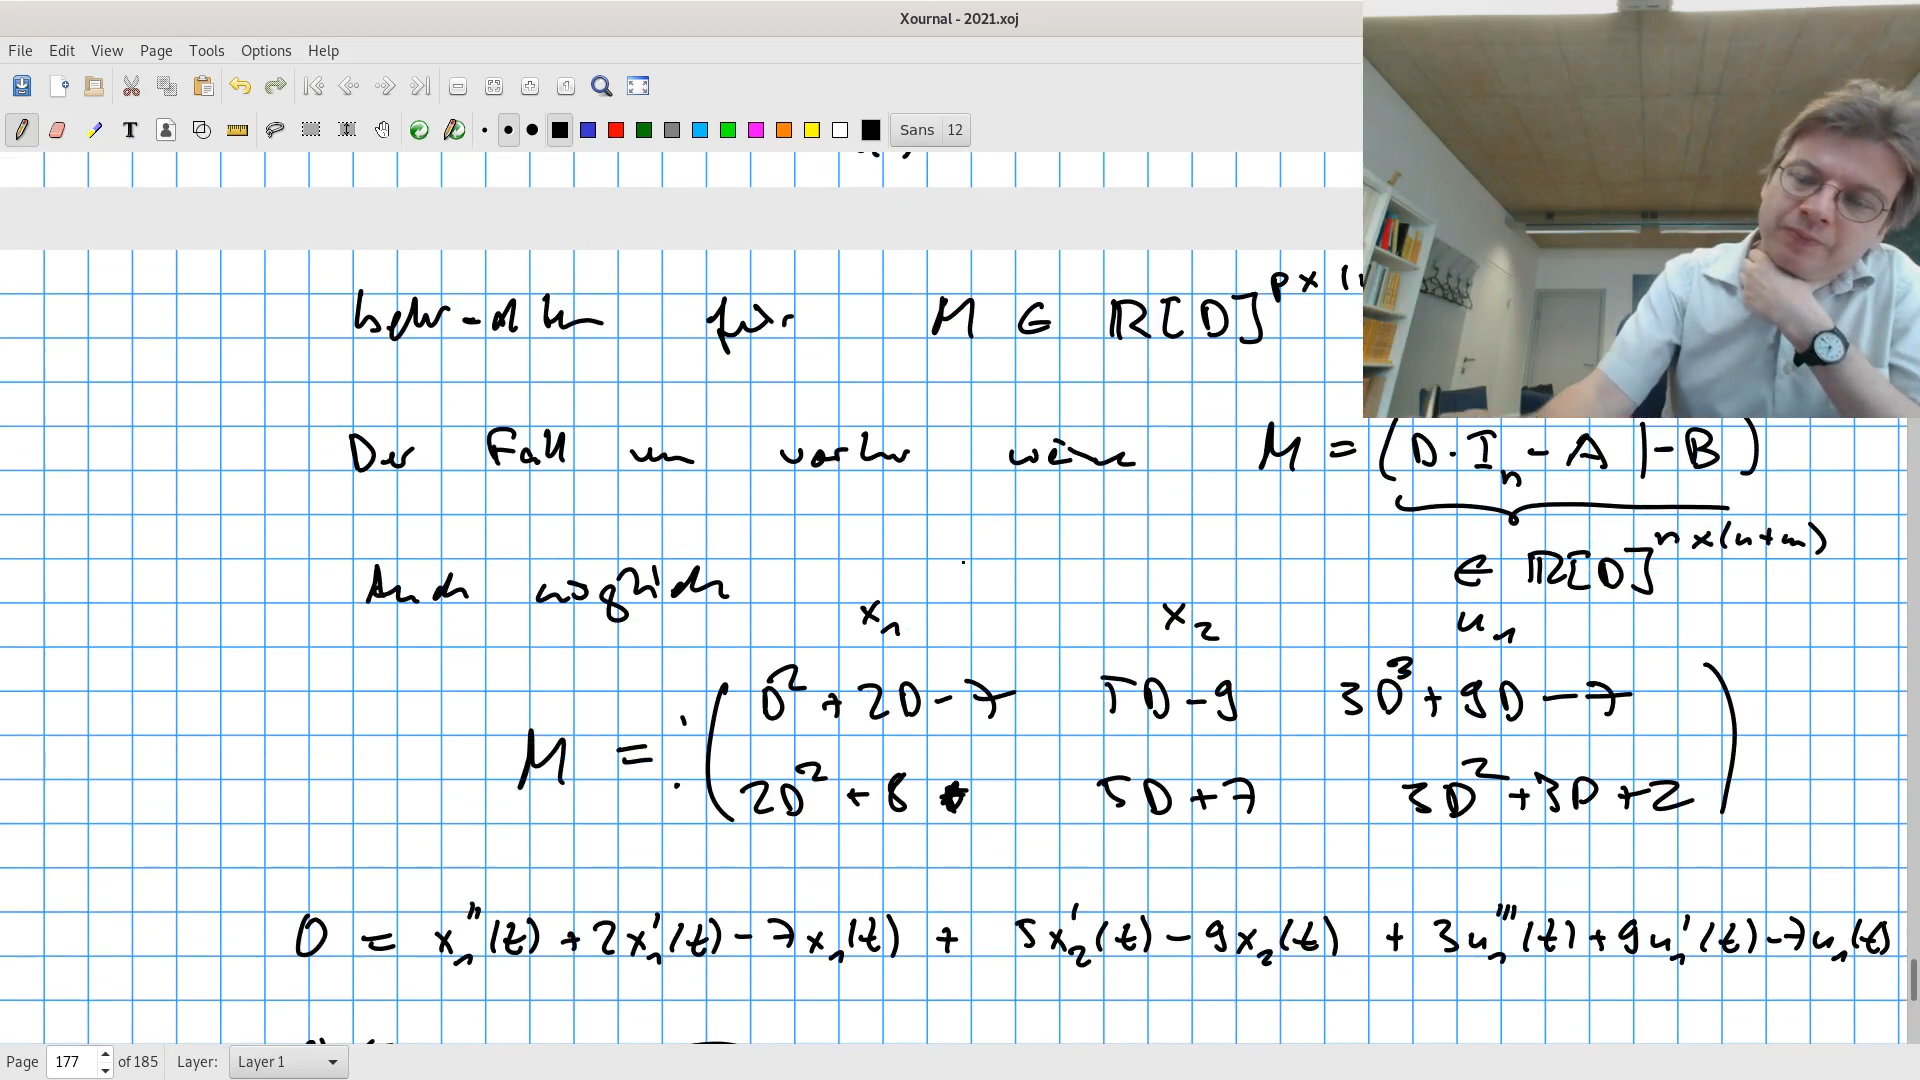 Xournal - 2021.xoj
File Edit View Page Tools Options Help
Sans 12
betrachten für M ∈ ℝ[D]^{p×(n
Der Fall von vorher wäre M = (D·I_n - A | -B)
∈ ℝ[D]^{n×(n+m)}
Auch möglich
x_1 x_2 u_1
M = D²+2D-7 5D-9 3D³+9D-7
2D²+8 5D+7 3D²+3D+2
0 = x_1''(t) + 2x_1'(t) - 7x_1(t) + 5x_2'(t) - 9x_2(t) + 3u_1'''(t) + 9u_1'(t) - 7u_1(t)
Page 177 of 185 Layer: Layer 1